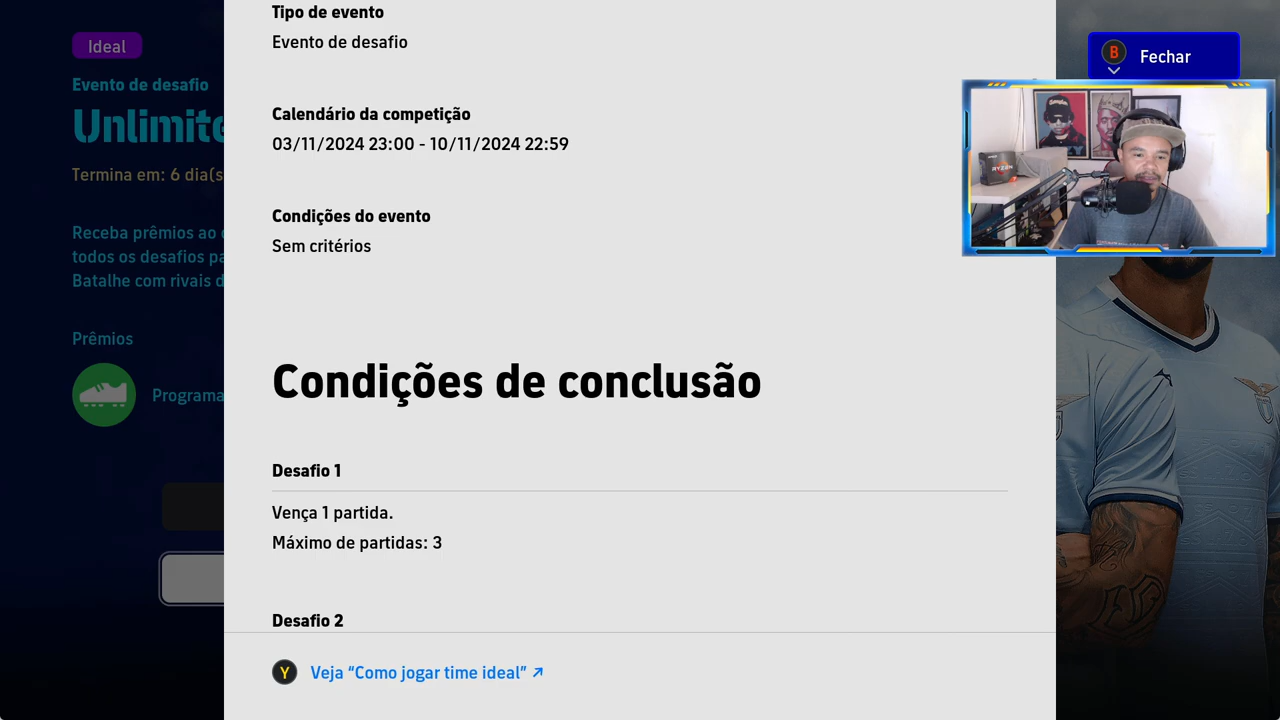 Ideal
Evento de desafio
Unlimite
Termina em: 6 dia(s
Receba prêmios ao
todos os desafios pa
Batalhe com rivais d
Prêmios
Programa
Tipo de evento
Evento de desafio
Calendário da competição
03/11/2024 23:00 - 10/11/2024 22:59
Condições do evento
Sem critérios
Condições de conclusão
Desafio 1
Vença 1 partida.
Máximo de partidas: 3
Desafio 2
Y Veja “Como jogar time ideal” ↗
B Fechar
RYZEN